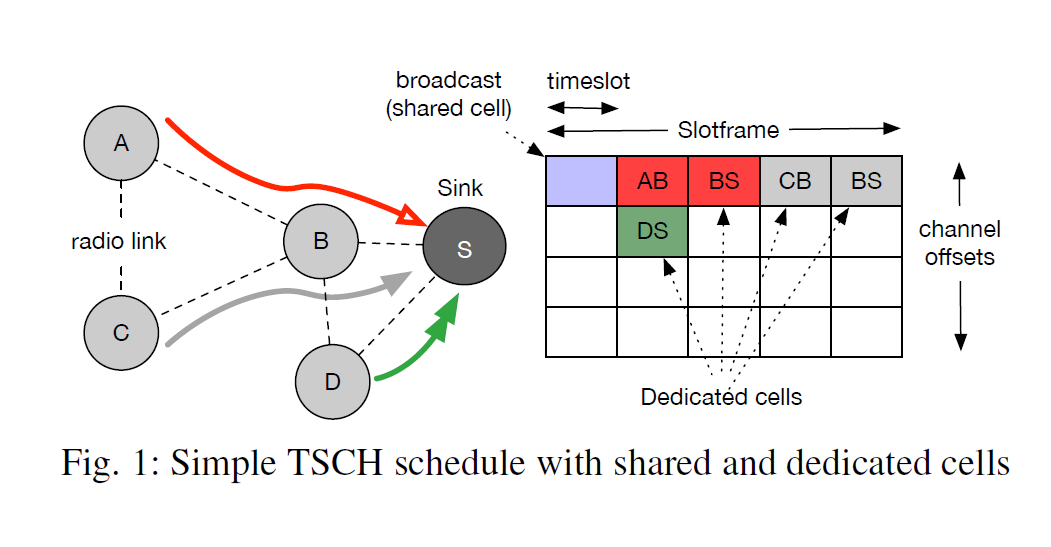 broadcast
(shared cell)
timeslot
Slotframe
A
radio link
C
B
D
Sink
S
AB
BS
CB
BS
DS
channel
offsets
Dedicated cells
Fig. 1: Simple TSCH schedule with shared and dedicated cells